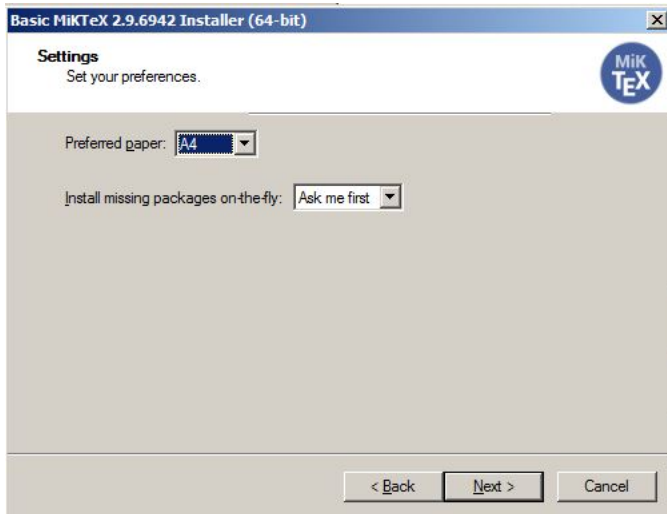 Basic MiKTeX 2.9.6942 Installer (64-bit)
Settings
Set your preferences.
MiK
TEX
Preferred paper: A4
Install missing packages on-the-fly: Ask me first
< Back Next > Cancel